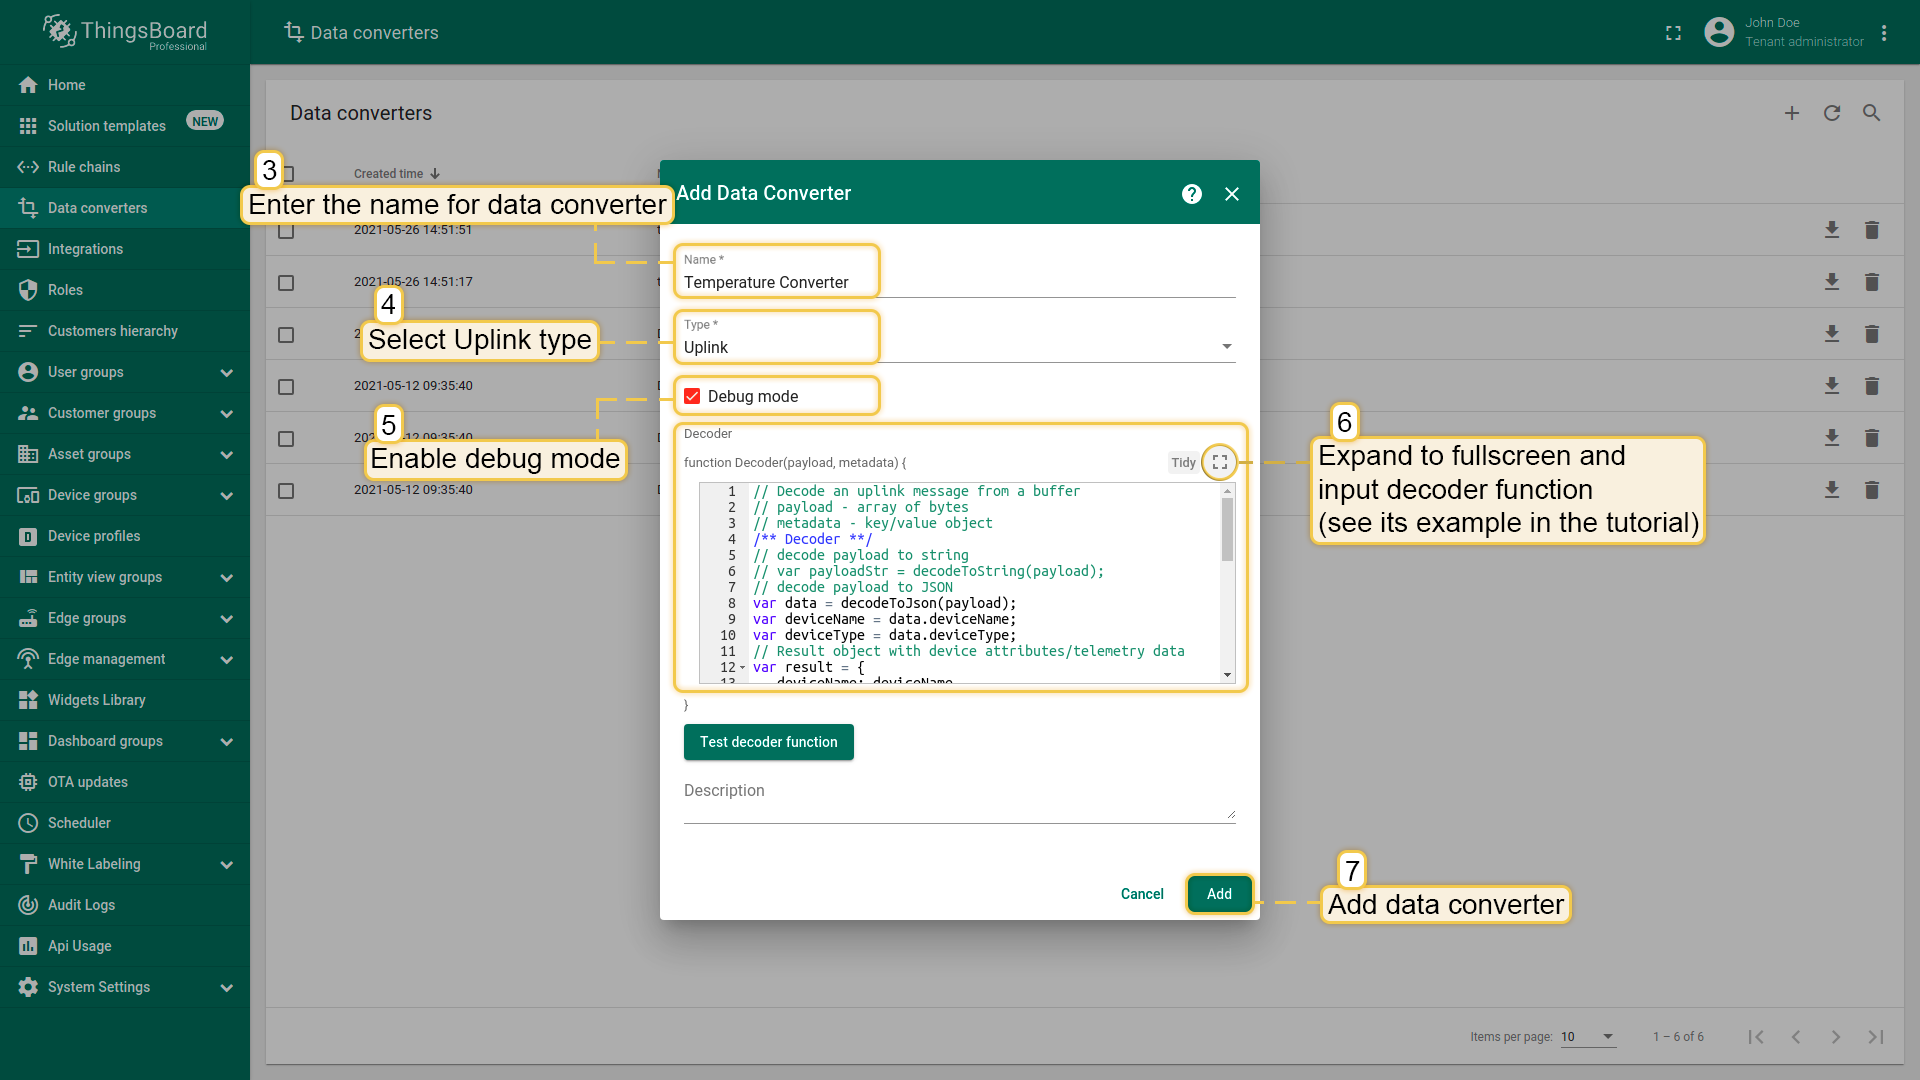 ThingsBoard
Professional
Data converters
John Doe
Tenant administrator
Home
Solution templates
NEW
Rule chains
Data converters
Integrations
Roles
Customers hierarchy
User groups
Customer groups
Asset groups
Device groups
Device profiles
Entity view groups
Edge groups
Edge management
Widgets Library
Dashboard groups
OTA updates
Scheduler
White Labeling
Audit Logs
Api Usage
System Settings
Data converters
Created time
2021-05-26 14:51:51
2021-05-26 14:51:17
2021-05-12 09:35:40
2021-05-12 09:35:40
2021-05-12 09:35:40
3
Enter the name for data converter
4
Select Uplink type
5
Enable debug mode
Add Data Converter
Name *
Temperature Converter
Type *
Uplink
Debug mode
Decoder
function Decoder(payload, metadata) {
Tidy
1 // Decode an uplink message from a buffer
2 // payload - array of bytes
3 // metadata - key/value object
4 /** Decoder **/
5 // decode payload to string
6 // var payloadStr = decodeToString(payload);
7 // decode payload to JSON
8 var data = decodeToJson(payload);
9 var deviceName = data.deviceName;
10 var deviceType = data.deviceType;
11 // Result object with device attributes/telemetry data
12 var result = {
13 deviceName: deviceName
}
Test decoder function
Description
Cancel
Add
6
Expand to fullscreen and
input decoder function
(see its example in the tutorial)
7
Add data converter
Items per page: 10
1 – 6 of 6